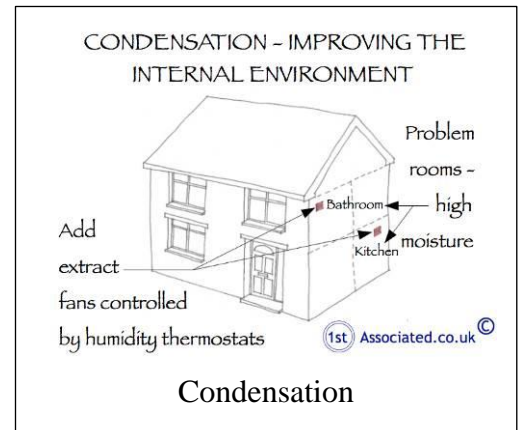 CONDENSATION – IMPROVING THE
INTERNAL ENVIRONMENT
Problem
rooms –
high
moisture
Bathroom
Kitchen
Add
extract
fans controlled
by humidity thermostats
1st Associated.co.uk ©
Condensation